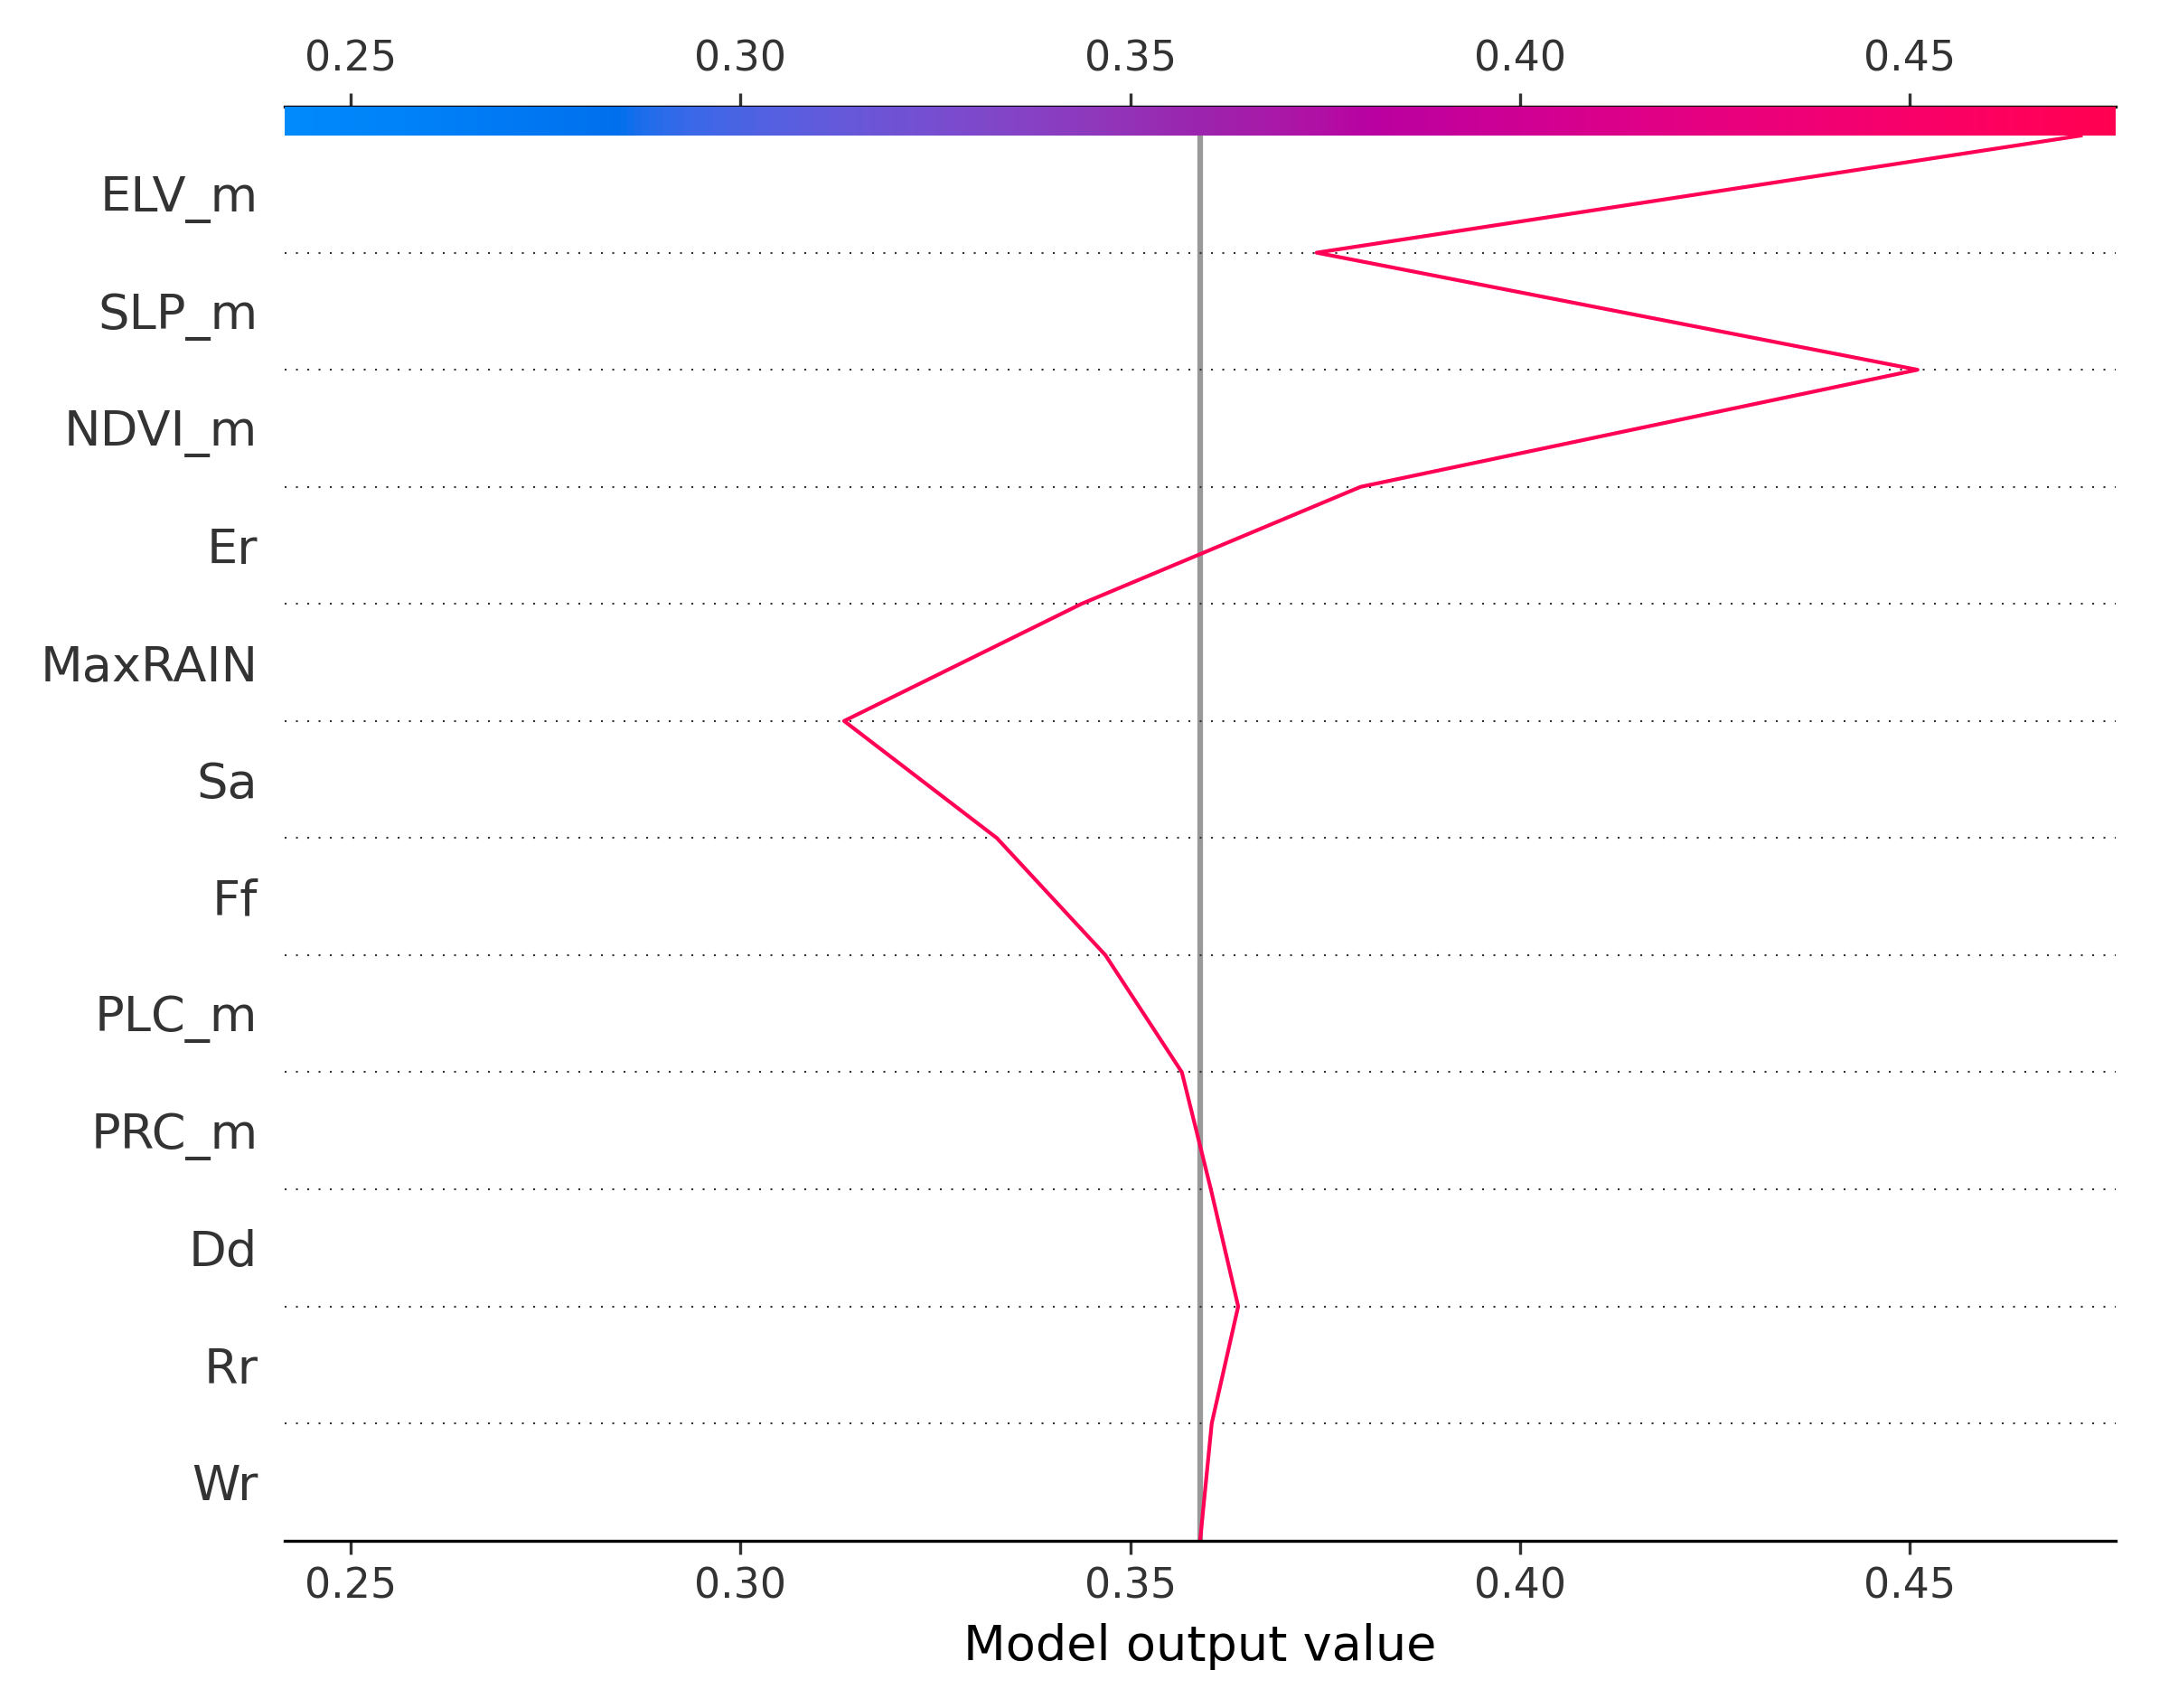 0.25 0.30 0.35 0.40 0.45
ELV_m
SLP_m
NDVI_m
Er
MaxRAIN
Sa
Ff
PLC_m
PRC_m
Dd
Rr
Wr
0.25 0.30 0.35 0.40 0.45
Model output value